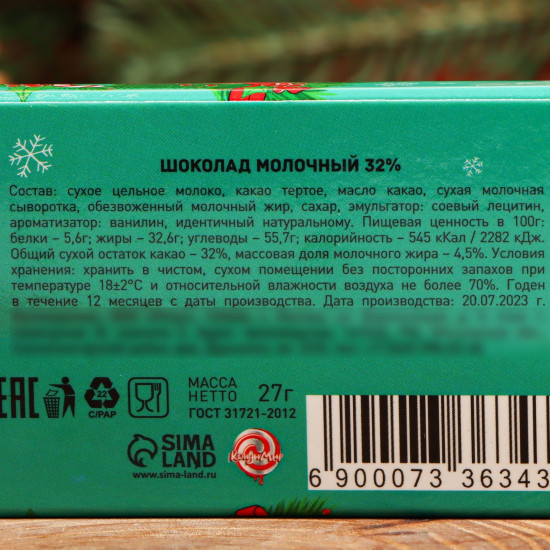 ШОКОЛАД МОЛОЧНЫЙ 32%
Состав: сухое цельное молоко, какао тертое, масло какао, сухая молочная
сыворотка, обезвоженный молочный жир, сахар, эмульгатор: соевый лецитин,
ароматизатор: ванилин, идентичный натуральному. Пищевая ценность в 100г:
белки – 5,6г; жиры – 32,6г; углеводы – 55,7г; калорийность – 545 кКал / 2282 кДж.
Общий сухой остаток какао – 32%, массовая доля молочного жира – 4,5%. Условия
хранения: хранить в чистом, сухом помещении без посторонних запахов при
температуре 18±2°С и относительной влажности воздуха не более 70%. Годен
в течение 12 месяцев с даты производства. Дата производства: 20.07.2023 г.
ЕАС
22
C/PAP
МАССА
НЕТТО 27г
ГОСТ 31721-2012
SIMA
LAND
www.sima-land.ru
КондиМир
6 900073 36343